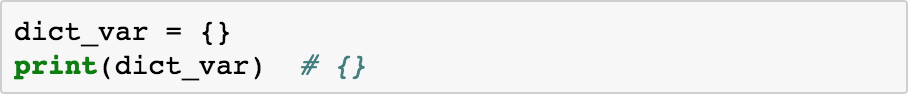 dict_var = {}
print(dict_var)  # {}